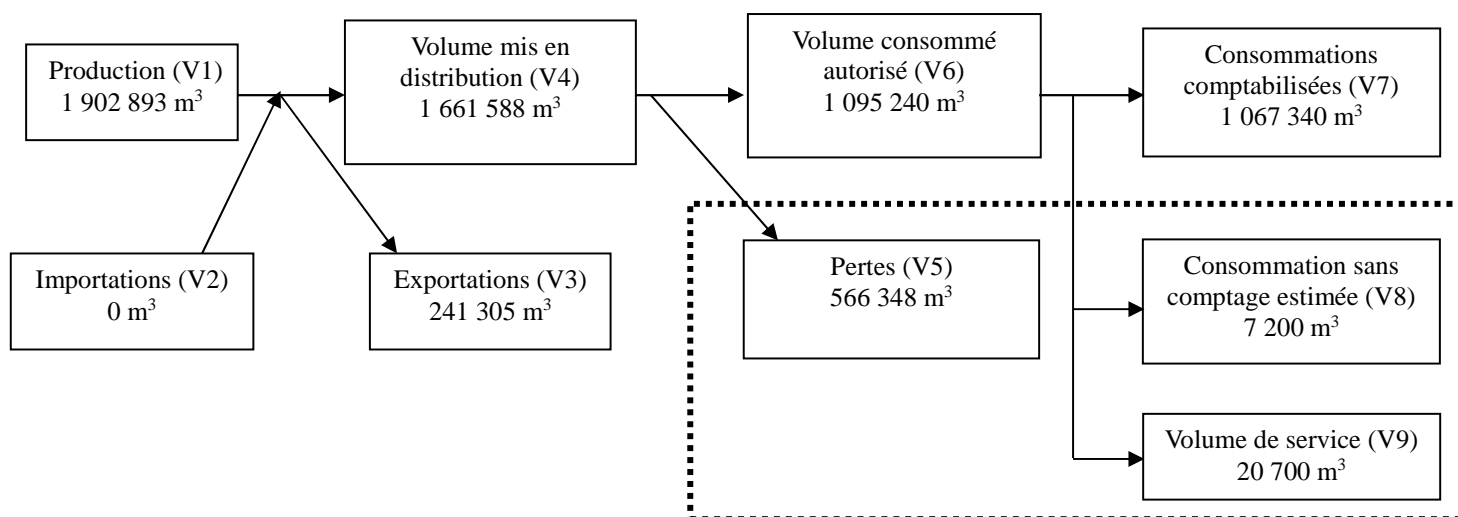 Production (V1)
1 902 893 m³
Volume mis en
distribution (V4)
1 661 588 m³
Volume consommé
autorisé (V6)
1 095 240 m³
Consommations
comptabilisées (V7)
1 067 340 m³
Importations (V2)
0 m³
Exportations (V3)
241 305 m³
Pertes (V5)
566 348 m³
Consommation sans
comptage estimée (V8)
7 200 m³
Volume de service (V9)
20 700 m³